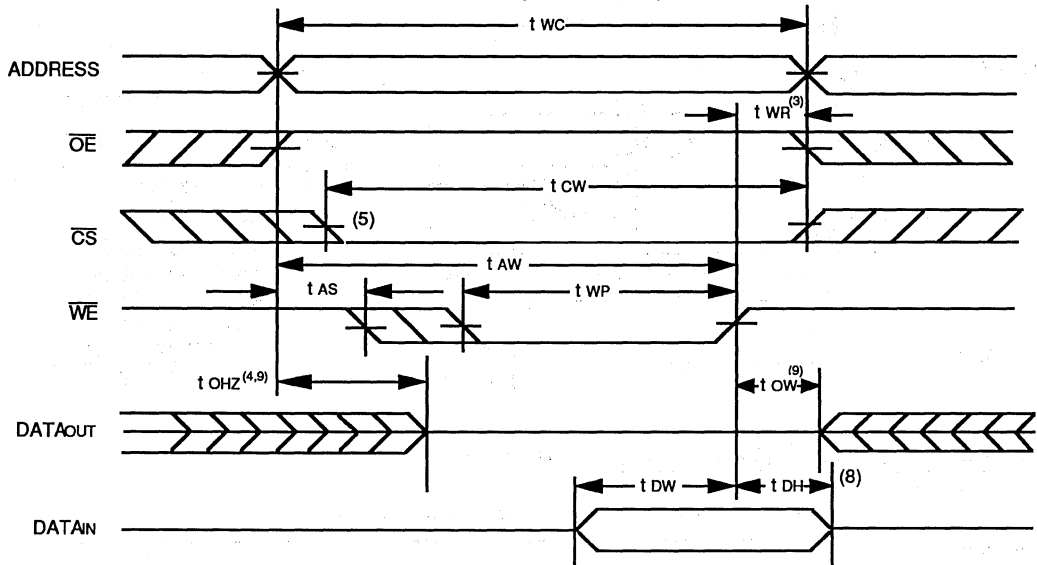 t WC
ADDRESS
t WR(3)
OE
t CW
(5)
CS
t AW
t AS
t WP
WE
t OHZ(4,9)
t OW(9)
DATAOUT
t DW
t DH
(8)
DATAIN